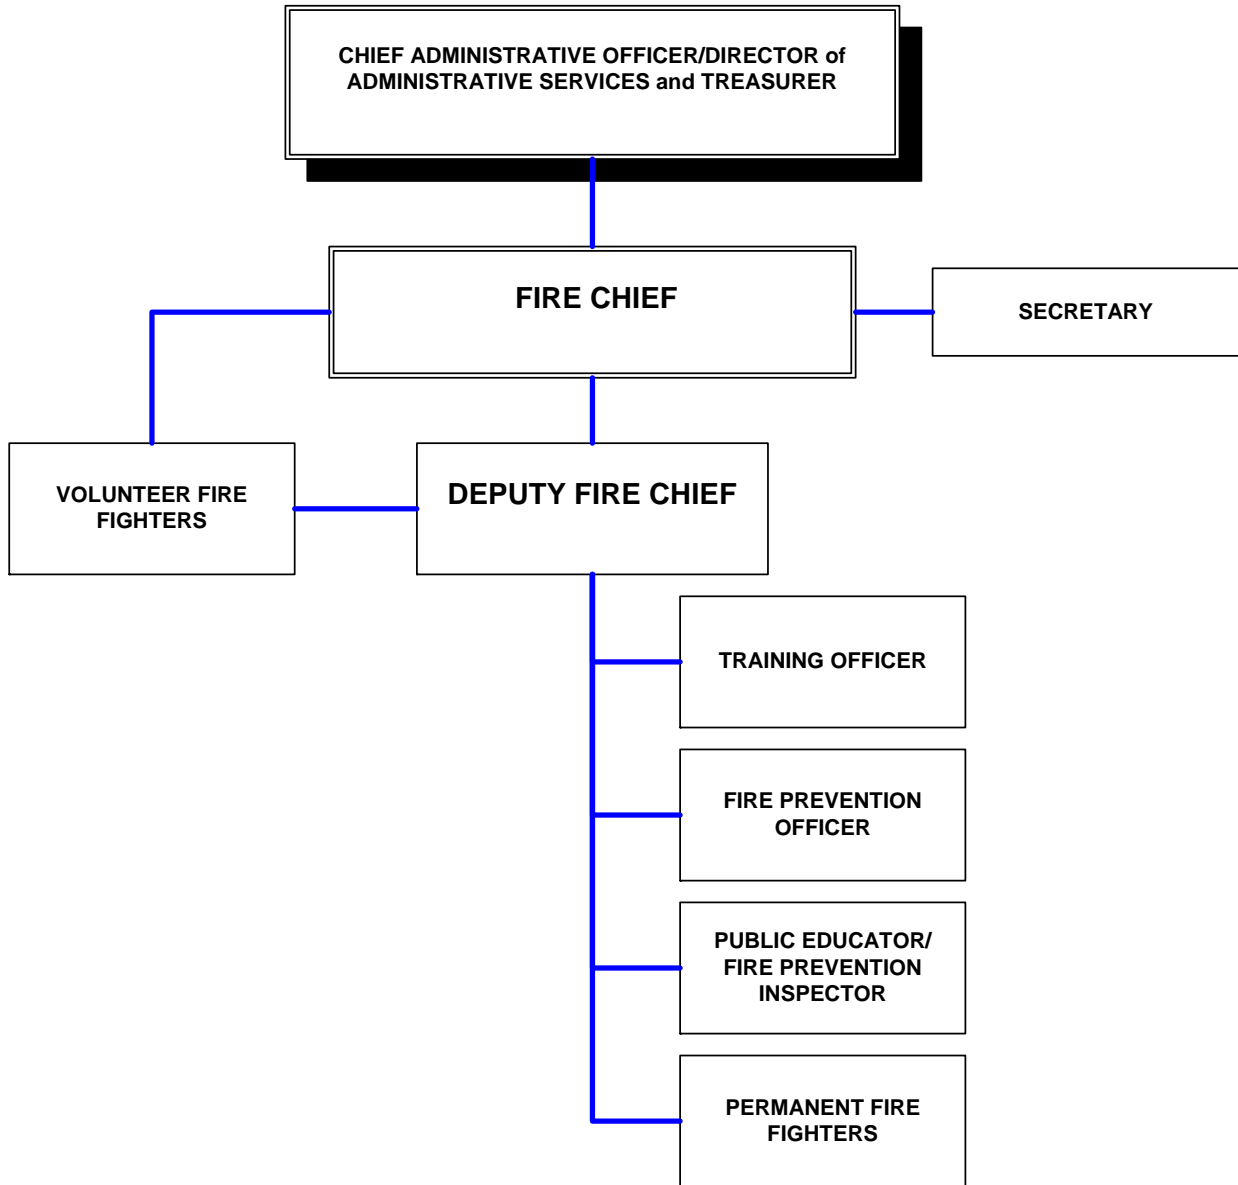 CHIEF ADMINISTRATIVE OFFICER/DIRECTOR of
ADMINISTRATIVE SERVICES and TREASURER
FIRE CHIEF
SECRETARY
VOLUNTEER FIRE
FIGHTERS
DEPUTY FIRE CHIEF
TRAINING OFFICER
FIRE PREVENTION
OFFICER
PUBLIC EDUCATOR/
FIRE PREVENTION
INSPECTOR
PERMANENT FIRE
FIGHTERS